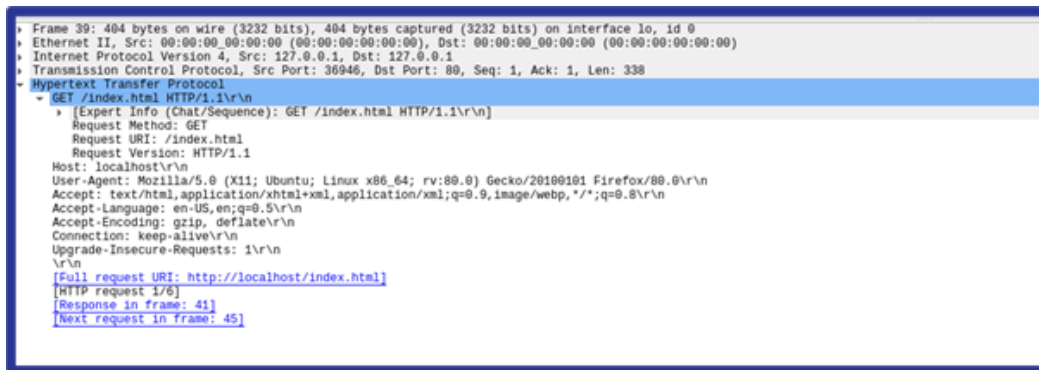 Frame 39: 404 bytes on wire (3232 bits), 404 bytes captured (3232 bits) on interface lo, id 0
Ethernet II, Src: 00:00:00_00:00:00 (00:00:00:00:00:00), Dst: 00:00:00_00:00:00 (00:00:00:00:00:00)
Internet Protocol Version 4, Src: 127.0.0.1, Dst: 127.0.0.1
Transmission Control Protocol, Src Port: 36946, Dst Port: 80, Seq: 1, Ack: 1, Len: 338
Hypertext Transfer Protocol
GET /index.html HTTP/1.1\r\n
[Expert Info (Chat/Sequence): GET /index.html HTTP/1.1\r\n]
Request Method: GET
Request URI: /index.html
Request Version: HTTP/1.1
Host: localhost\r\n
User-Agent: Mozilla/5.0 (X11; Ubuntu; Linux x86_64; rv:80.0) Gecko/20100101 Firefox/80.0\r\n
Accept: text/html,application/xhtml+xml,application/xml;q=0.9,image/webp,*/*;q=0.8\r\n
Accept-Language: en-US,en;q=0.5\r\n
Accept-Encoding: gzip, deflate\r\n
Connection: keep-alive\r\n
Upgrade-Insecure-Requests: 1\r\n
\r\n
[Full request URI: http://localhost/index.html]
[HTTP request 1/6]
[Response in frame: 41]
[Next request in frame: 45]